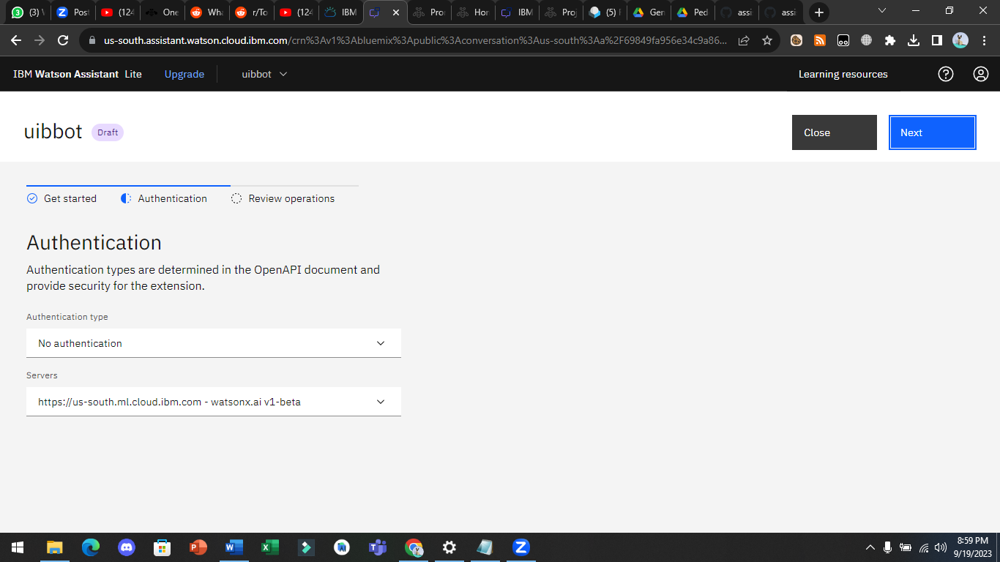 (3) \
Post
(124
One
Wha
r/To
(124
IBM
Pro
Hor
IBM
Proj
(5) F
Gen
Ped
assi
assi
us-south.assistant.watson.cloud.ibm.com/crn%3Av1%3Abluemix%3Apublic%3Aconversation%3Aus-south%3Aa%2F69849fa956e34c9a86...
IBM Watson Assistant Lite Upgrade uibbot Learning resources
uibbot Draft Close Next
Get started Authentication Review operations
Authentication
Authentication types are determined in the OpenAPI document and
provide security for the extension.
Authentication type
No authentication
Servers
https://us-south.ml.cloud.ibm.com - watsonx.ai v1-beta
8:59 PM
9/19/2023